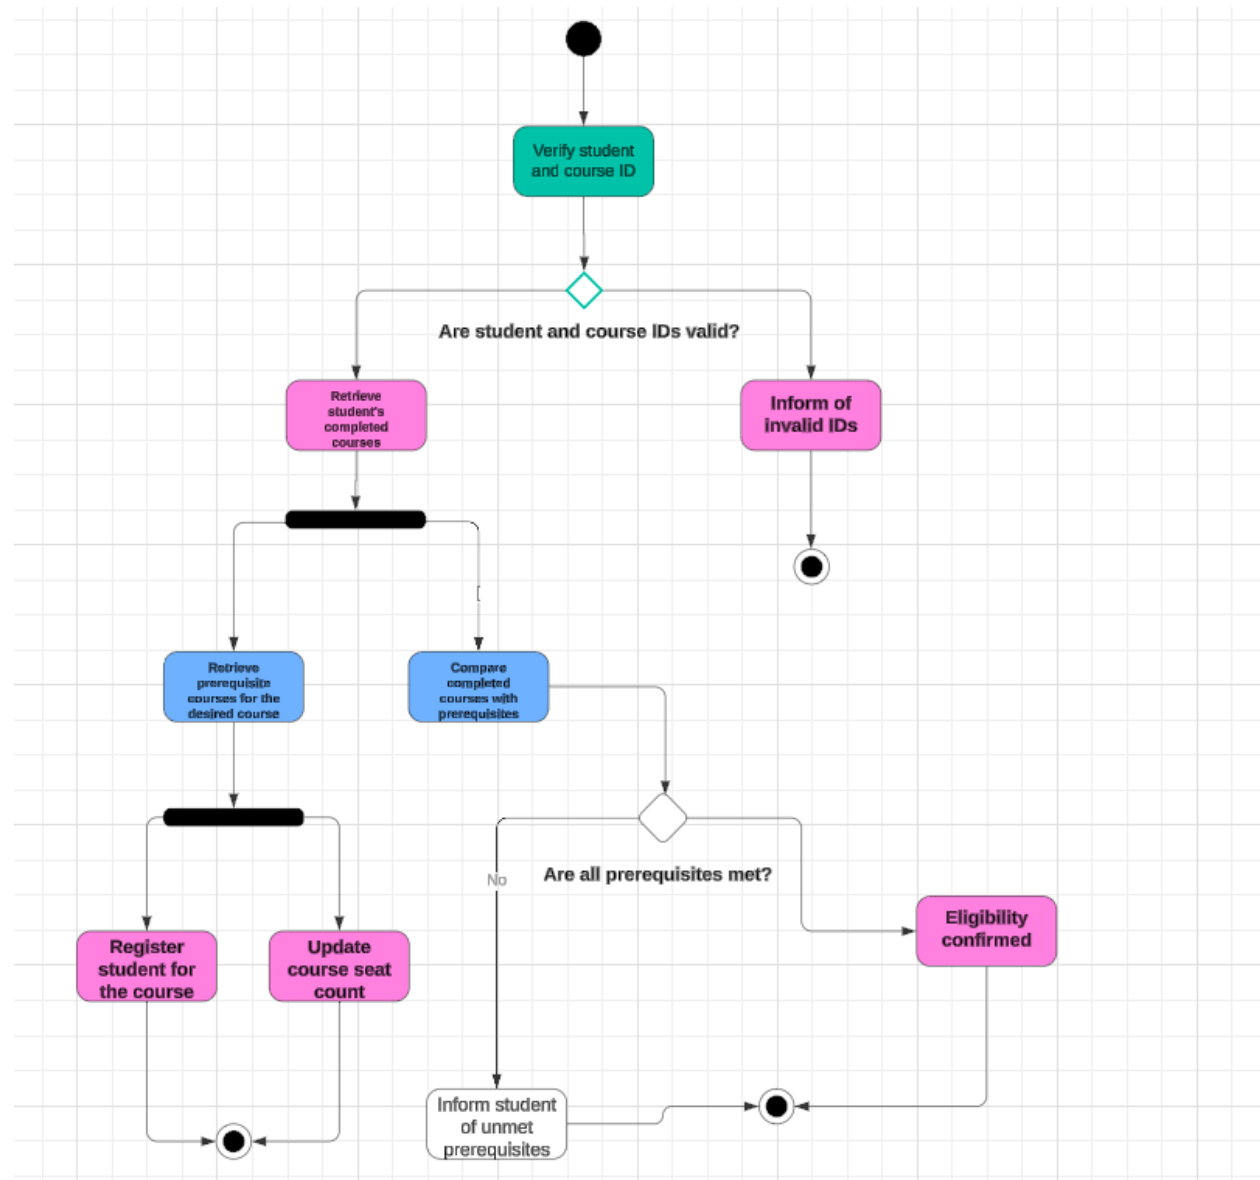 Verify student
and course ID
Are student and course IDs valid?
Retrieve
student's
completed
courses
Inform of
invalid IDs
Retrieve
prerequisite
courses for the
desired course
Compare
completed
courses with
prerequisites
No
Are all prerequisites met?
Eligibility
confirmed
Register
student for
the course
Update
course seat
count
Inform student
of unmet
prerequisites